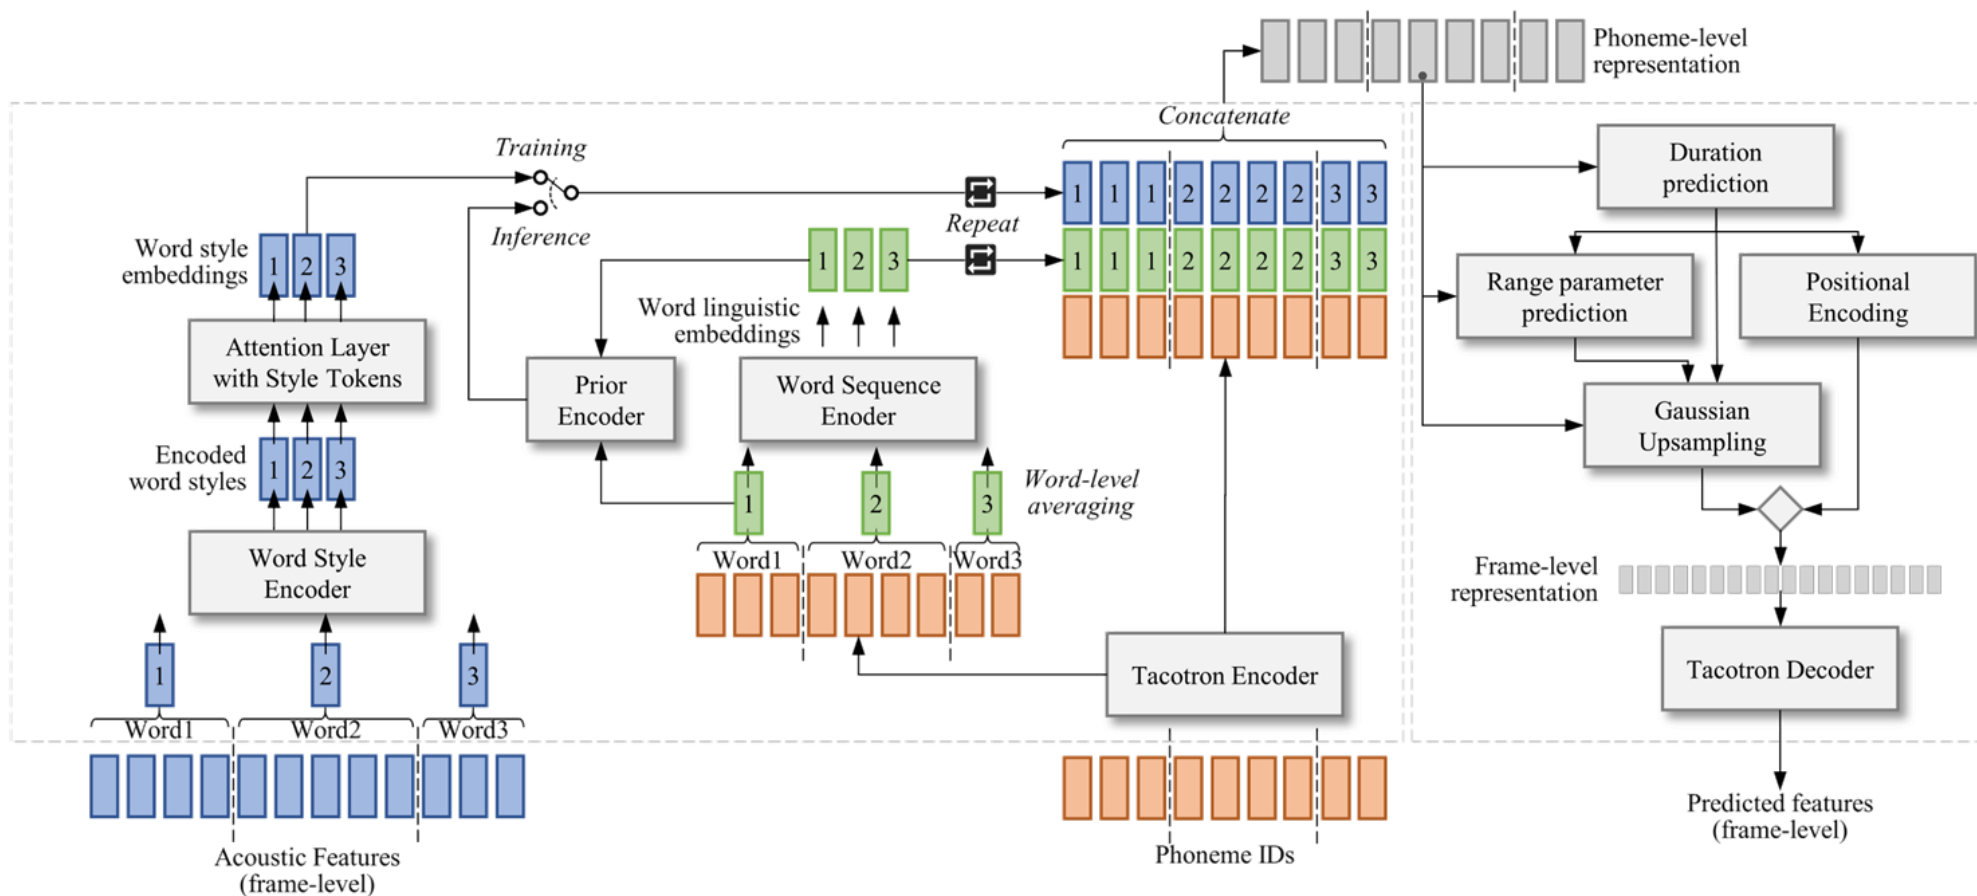 Phoneme-level
representation
Concatenate
Training
Inference
Repeat
1 1 1 2 2 2 2 3 3
1 1 1 2 2 2 2 3 3
Word style
embeddings
1 2 3
Attention Layer
with Style Tokens
Encoded
word styles
1 2 3
Word Style
Encoder
1 2 3
Word1 Word2 Word3
Acoustic Features
(frame-level)
1 2 3
Word linguistic
embeddings
Prior
Encoder
Word Sequence
Enoder
Word-level
averaging
1 2 3
Word1 Word2 Word3
Tacotron Encoder
Phoneme IDs
Duration
prediction
Range parameter
prediction
Positional
Encoding
Gaussian
Upsampling
Frame-level
representation
Tacotron Decoder
Predicted features
(frame-level)